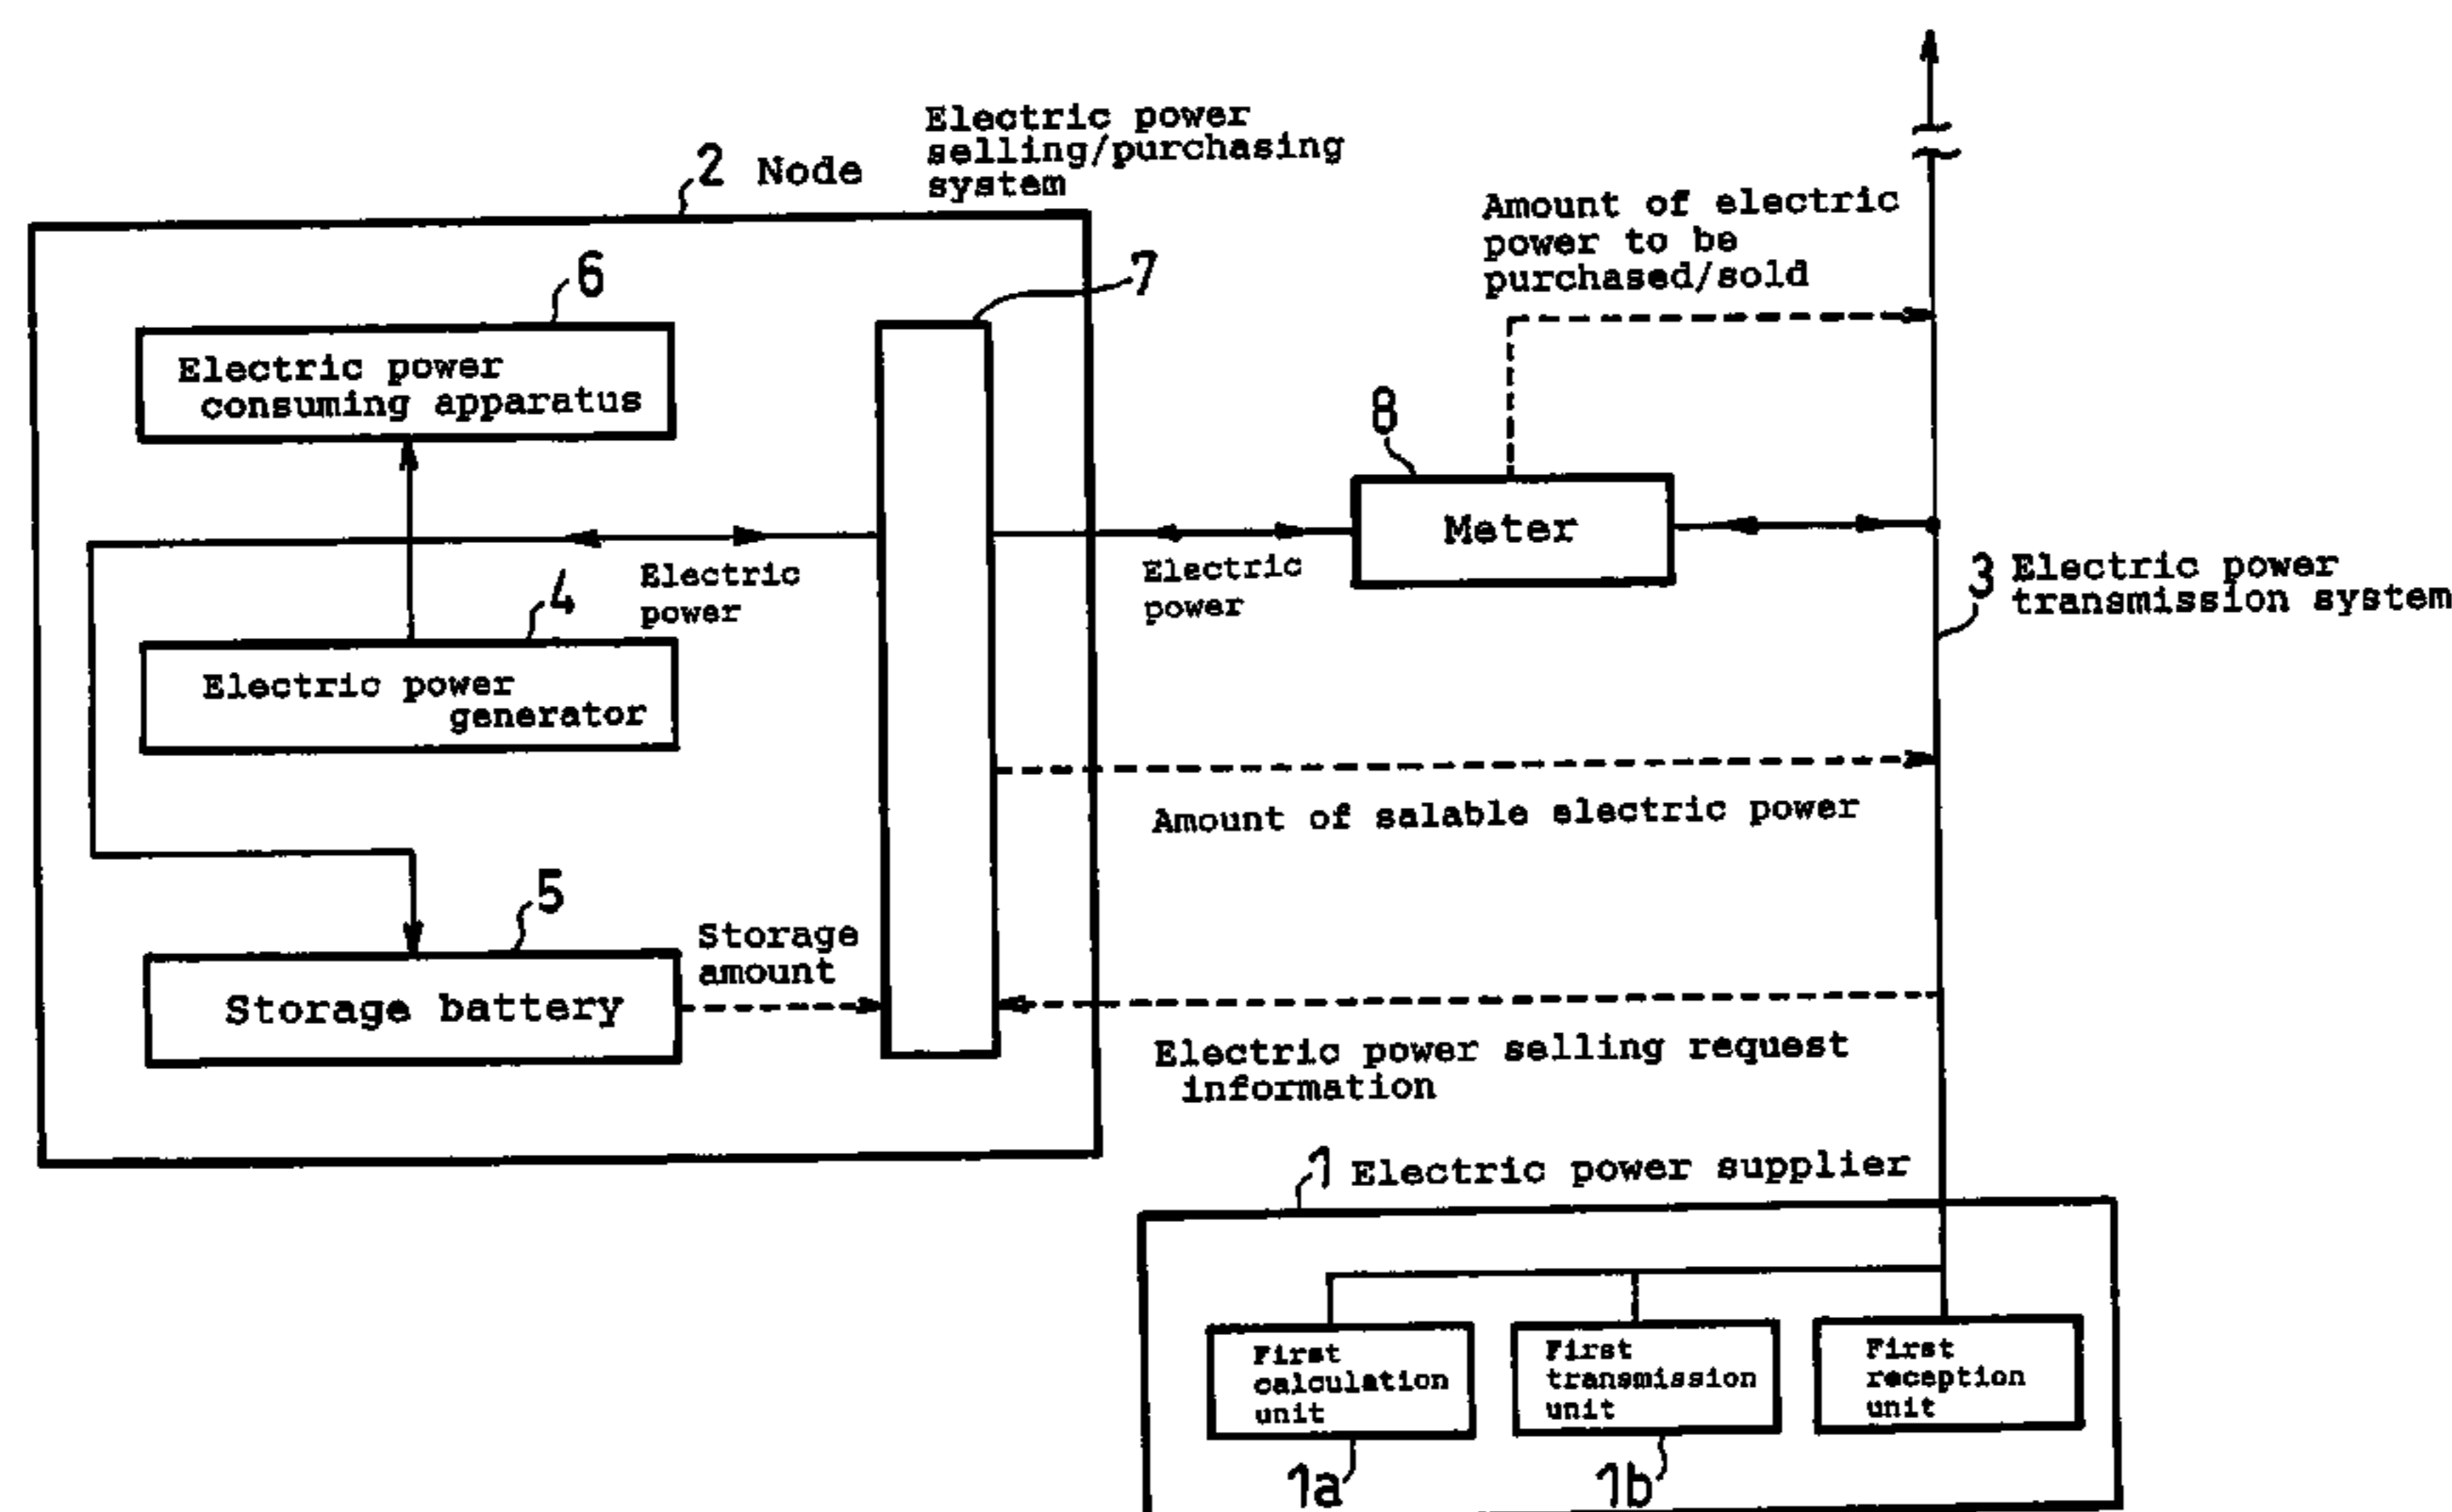 Electric power
selling/purchasing
system
2 Node
Amount of electric
power to be
purchased/sold
6
7
Electric power
consuming apparatus
8
Meter
Electric
power
Electric
power
3 Electric power
transmission system
4
Electric power
generator
Amount of salable electric power
5
Storage
amount
Storage battery
Electric power selling request
information
1 Electric power supplier
First
calculation
unit
First
transmission
unit
First
reception
unit
1a
1b